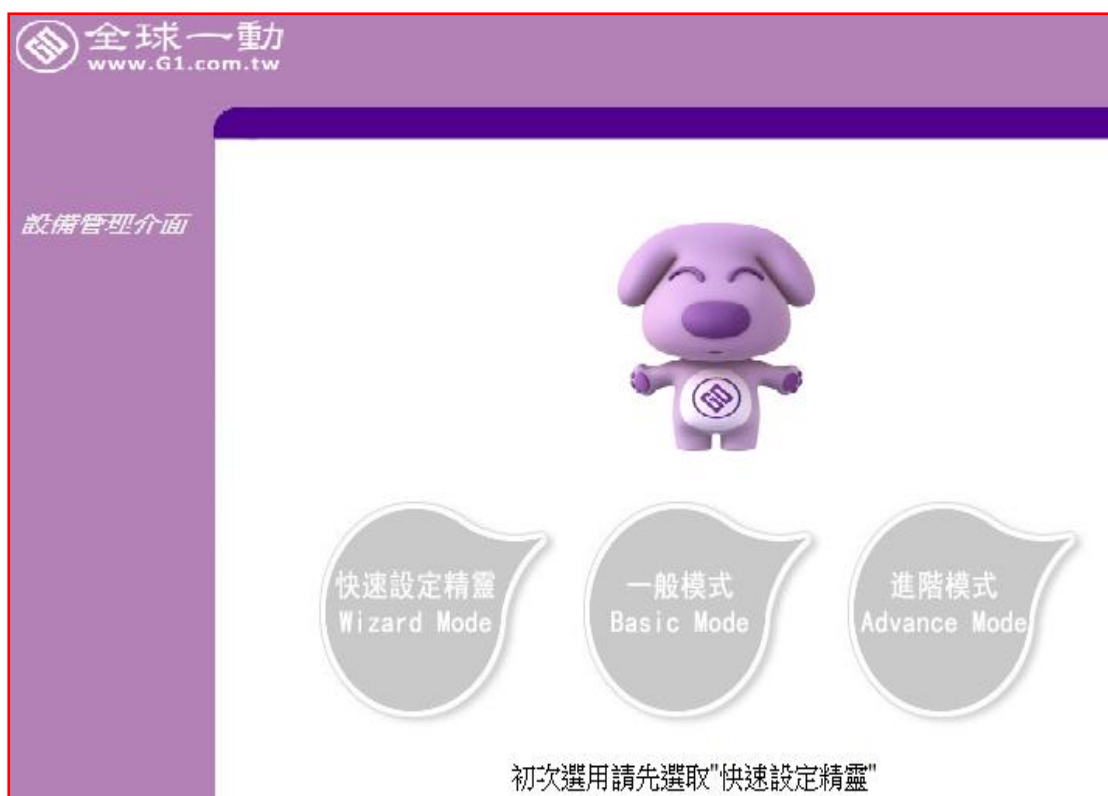 全球一動
www.G1.com.tw
設備管理介面
快速設定精靈
Wizard Mode
一般模式
Basic Mode
進階模式
Advance Mode
初次選用請先選取"快速設定精靈"